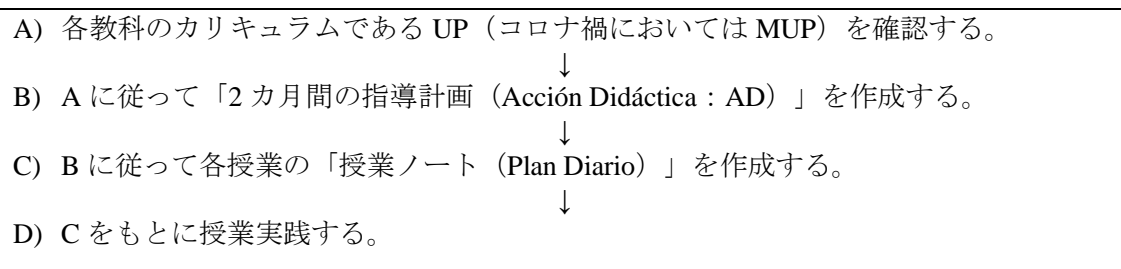 A) 各教科のカリキュラムである UP（コロナ禍においては MUP）を確認する。
↓
B) A に従って「2 カ月間の指導計画（Acción Didáctica：AD）」を作成する。
↓
C) B に従って各授業の「授業ノート（Plan Diario）」を作成する。
↓
D) C をもとに授業実践する。